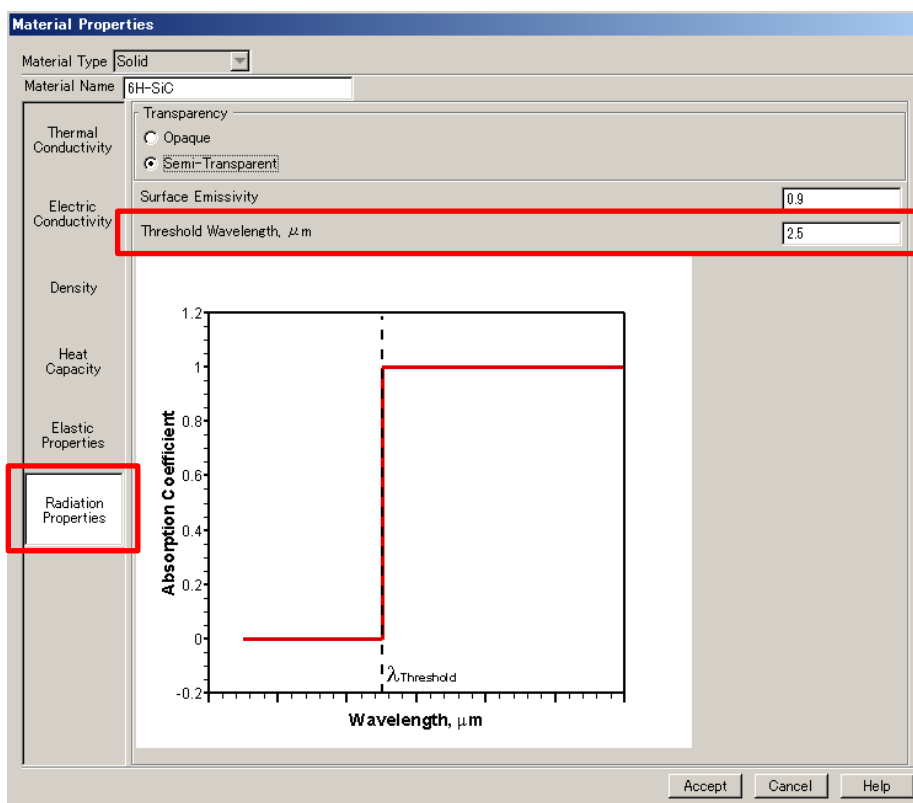 Material Properties
Material Type Solid
Material Name 6H-SiC
Thermal
Conductivity
Electric
Conductivity
Density
Heat
Capacity
Elastic
Properties
Radiation
Properties
Transparency
Opaque
Semi-Transparent
Surface Emissivity 0.9
Threshold Wavelength, μm 2.5
1.2
1
0.8
0.6
0.4
0.2
0
-0.2
Absorption Coefficient
λThreshold
Wavelength, μm
Accept Cancel Help